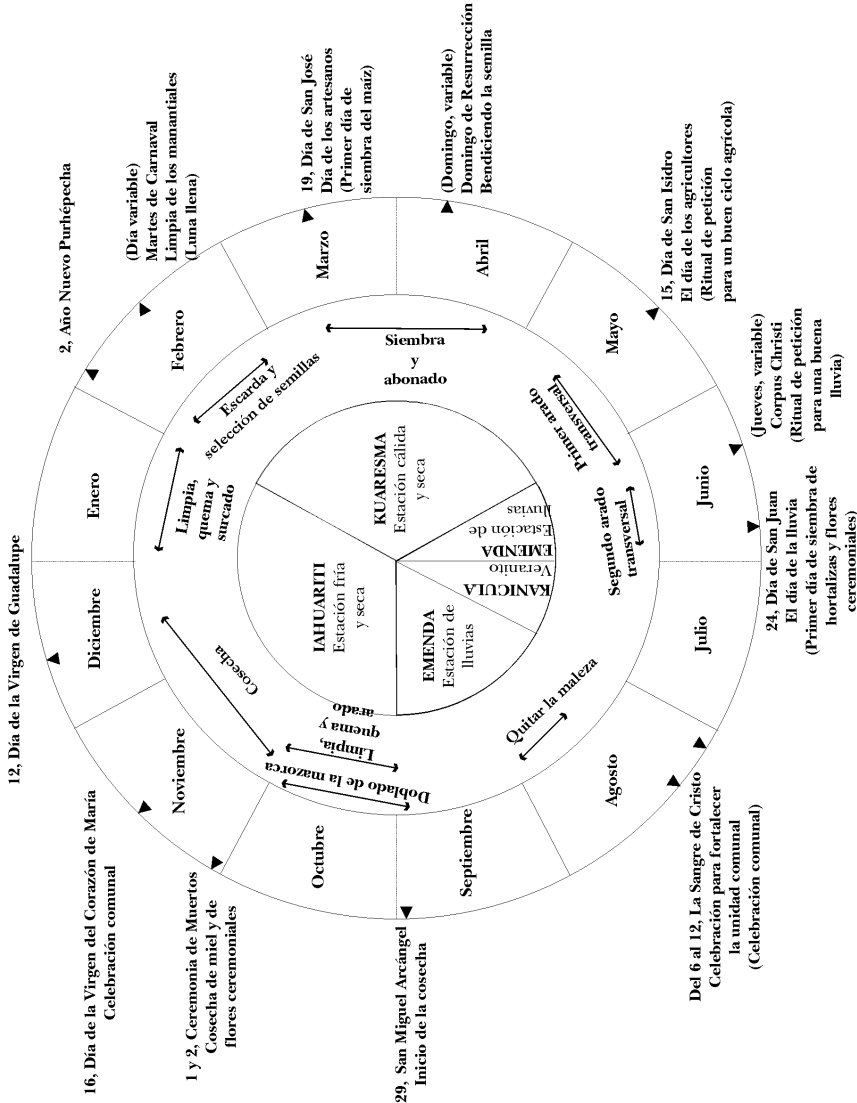 12, Día de la Virgen de Guadalupe
2, Año Nuevo Purhépecha
(Día variable)
Martes de Carnaval
Limpia de los manantiales
(Luna llena)
19, Día de San José
Día de los artesanos
(Primer día de
siembra del maíz)
(Domingo, variable)
Domingo de Resurrección
Bendiciendo la semilla
15, Día de San Isidro
El día de los agricultores
(Ritual de petición
para un buen ciclo agrícola)
(Jueves, variable)
Corpus Christi
(Ritual de petición
para una buena
lluvia)
24, Día de San Juan
El día de la lluvia
(Primer día de siembra de
hortalizas y flores
ceremoniales)
Del 6 al 12, La Sangre de Cristo
Celebración para fortalecer
la unidad comunal
(Celebración comunal)
29, San Miguel Arcángel
Inicio de la cosecha
1 y 2, Ceremonia de Muertos
Cosecha de miel y de
flores ceremoniales
16, Día de la Virgen del Corazón de María
Celebración comunal
Enero
Febrero
Marzo
Abril
Mayo
Junio
Julio
Agosto
Septiembre
Octubre
Noviembre
Diciembre
Limpia,
quema y
surcado
Escarda y
selección de semillas
Siembra
y
abonado
Primer arado
transversal
Segundo arado
transversal
Quitar la maleza
Doblado de la mazorca
Limpia,
quema y
arado
Cosecha
IAHUARITI
Estación fría
y seca
KUARESMA
Estación cálida
y seca
EMENDA
Estación de
lluvias
KANICULA
Veranito
EMENDA
Estación de
lluvias